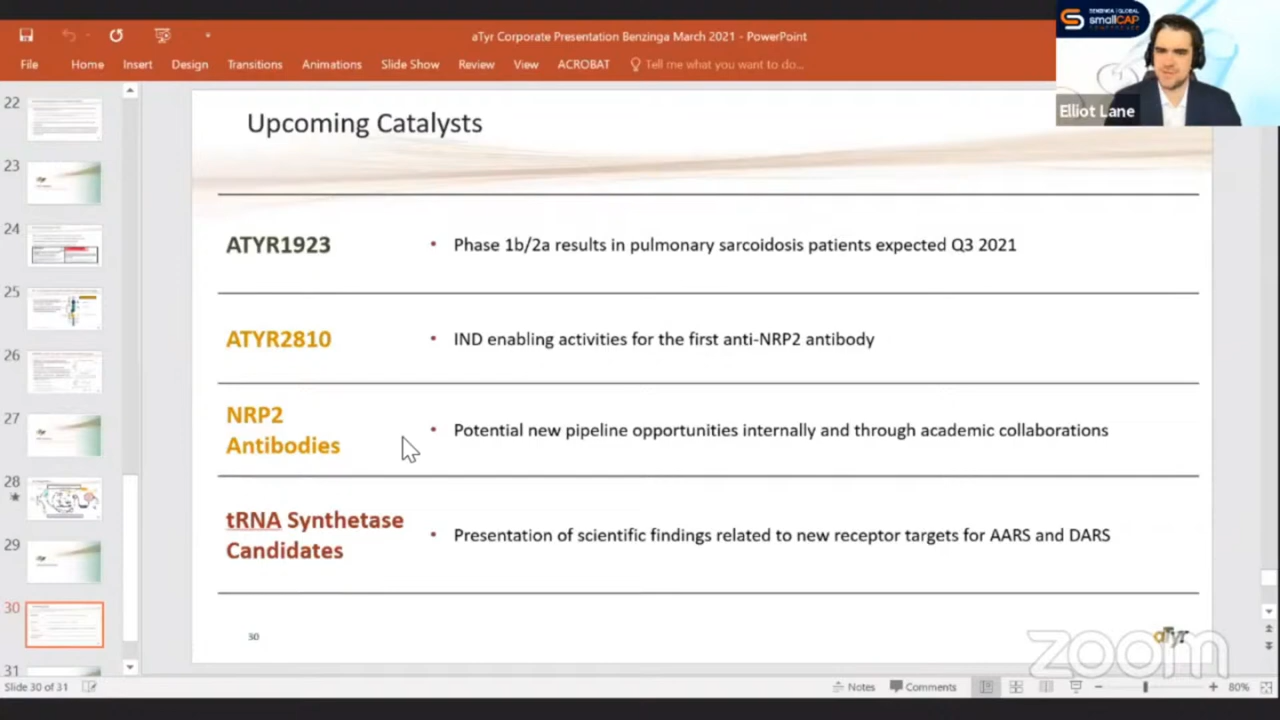 aTyr Corporate Presentation Benzinga March 2021 - PowerPoint
BENZINGA | GLOBAL
smallCAP
CONFERENCE
File Home Insert Design Transitions Animations Slide Show Review View ACROBAT Tell me what you want to do...
Elliot Lane
22
23
24
25
26
27
28
29
30
31
Upcoming Catalysts
ATYR1923 • Phase 1b/2a results in pulmonary sarcoidosis patients expected Q3 2021
ATYR2810 • IND enabling activities for the first anti-NRP2 antibody
NRP2
Antibodies
• Potential new pipeline opportunities internally and through academic collaborations
tRNA Synthetase
Candidates
• Presentation of scientific findings related to new receptor targets for AARS and DARS
30
aTyr
zoom
Slide 30 of 31 Notes Comments 80%